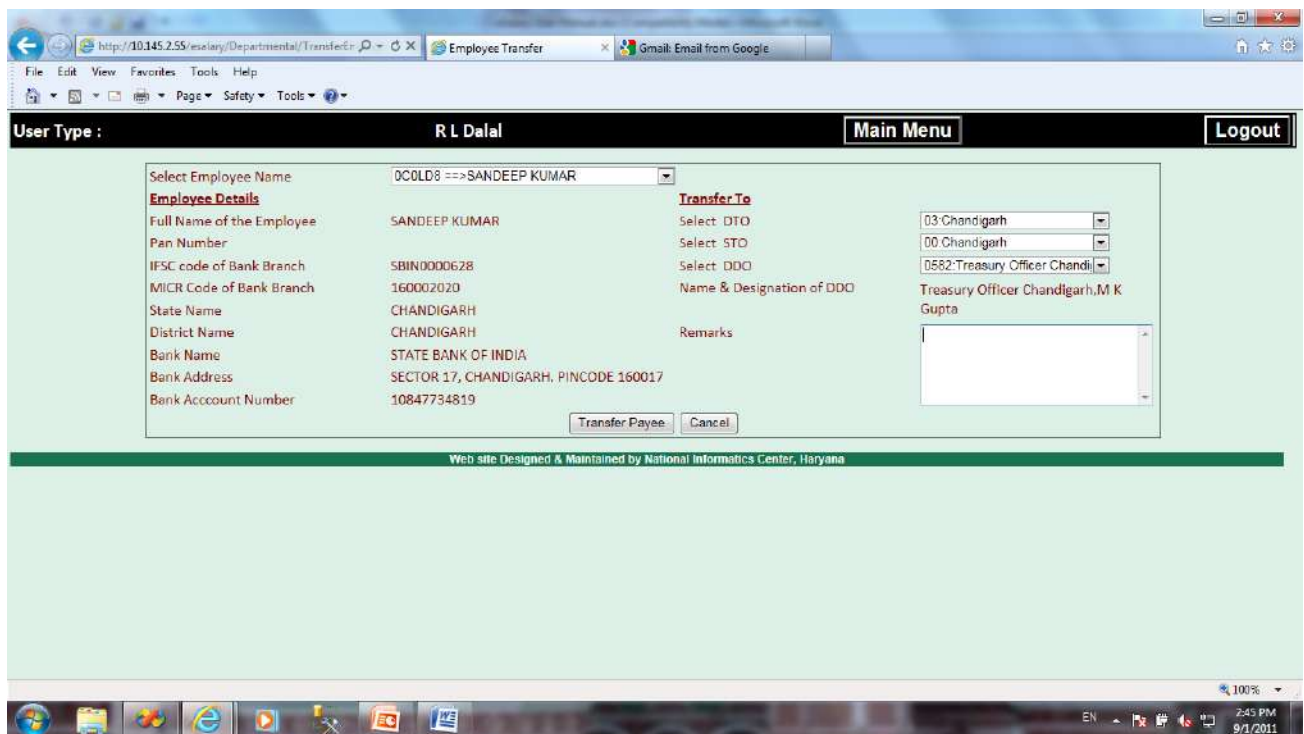 http://10.145.2.55/esalary/Departmental/TransferEr
Employee Transfer
Gmail: Email from Google
File Edit View Favorites Tools Help
Page Safety Tools
User Type : R L Dalal Main Menu Logout
Select Employee Name 0C0LD8 ==>SANDEEP KUMAR
Employee Details Transfer To
Full Name of the Employee SANDEEP KUMAR Select DTO 03:Chandigarh
Pan Number Select STO 00:Chandigarh
IFSC code of Bank Branch SBIN0000628 Select DDO 0582:Treasury Officer Chandi
MICR Code of Bank Branch 160002020 Name & Designation of DDO Treasury Officer Chandigarh,M K
Gupta
State Name CHANDIGARH
District Name CHANDIGARH Remarks
Bank Name STATE BANK OF INDIA
Bank Address SECTOR 17, CHANDIGARH. PINCODE 160017
Bank Acccount Number 10847734819
Transfer Payee Cancel
Web site Designed & Maintained by National Informatics Center, Haryana
100%
EN 2:45 PM
9/1/2011